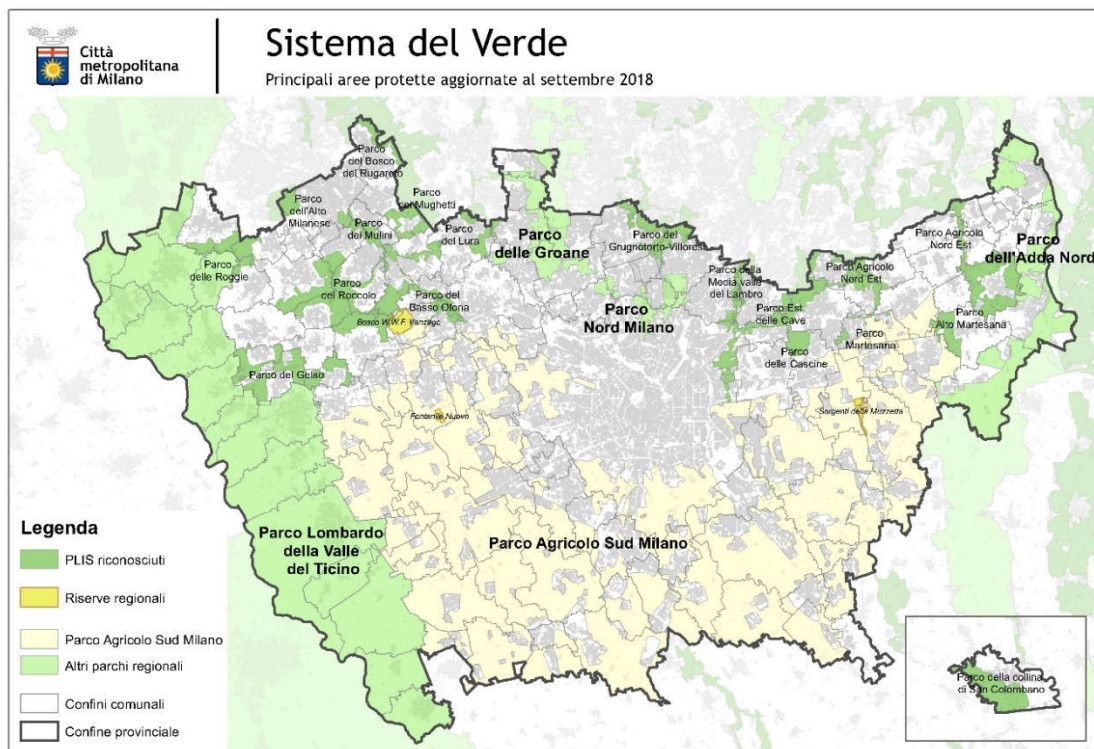 Città
metropolitana
di Milano
Sistema del Verde
Principali aree protette aggiornate al settembre 2018
Parco
del Bosco
del Rugareto
Parco
dei Mughetti
Parco
dell'Alto
Milanese
Parco
dei Mulini
Parco
del Lura
Parco
delle Groane
Parco del
Grugnotorto-Villoresi
Parco Agricolo
Nord Est
Parco
dell'Adda Nord
Parco
delle Roggie
Parco
del Roccolo
Parco del
Basso Olona
Bosco W.W.F. Vanzago
Parco
Nord Milano
Parco della
Media valle
del Lambro
Parco Agricolo
Nord Est
Parco Est
delle Cave
Parco
Alto Martesana
Parco
Martesana
Parco
delle Cascine
Parco del Gelso
Fontanile Nuovo
Sorgenti della Muzzetta
Parco Lombardo
della Valle
del Ticino
Parco Agricolo Sud Milano
Parco della collina
di San Colombano
Legenda
PLIS riconosciuti
Riserve regionali
Parco Agricolo Sud Milano
Altri parchi regionali
Confini comunali
Confine provinciale